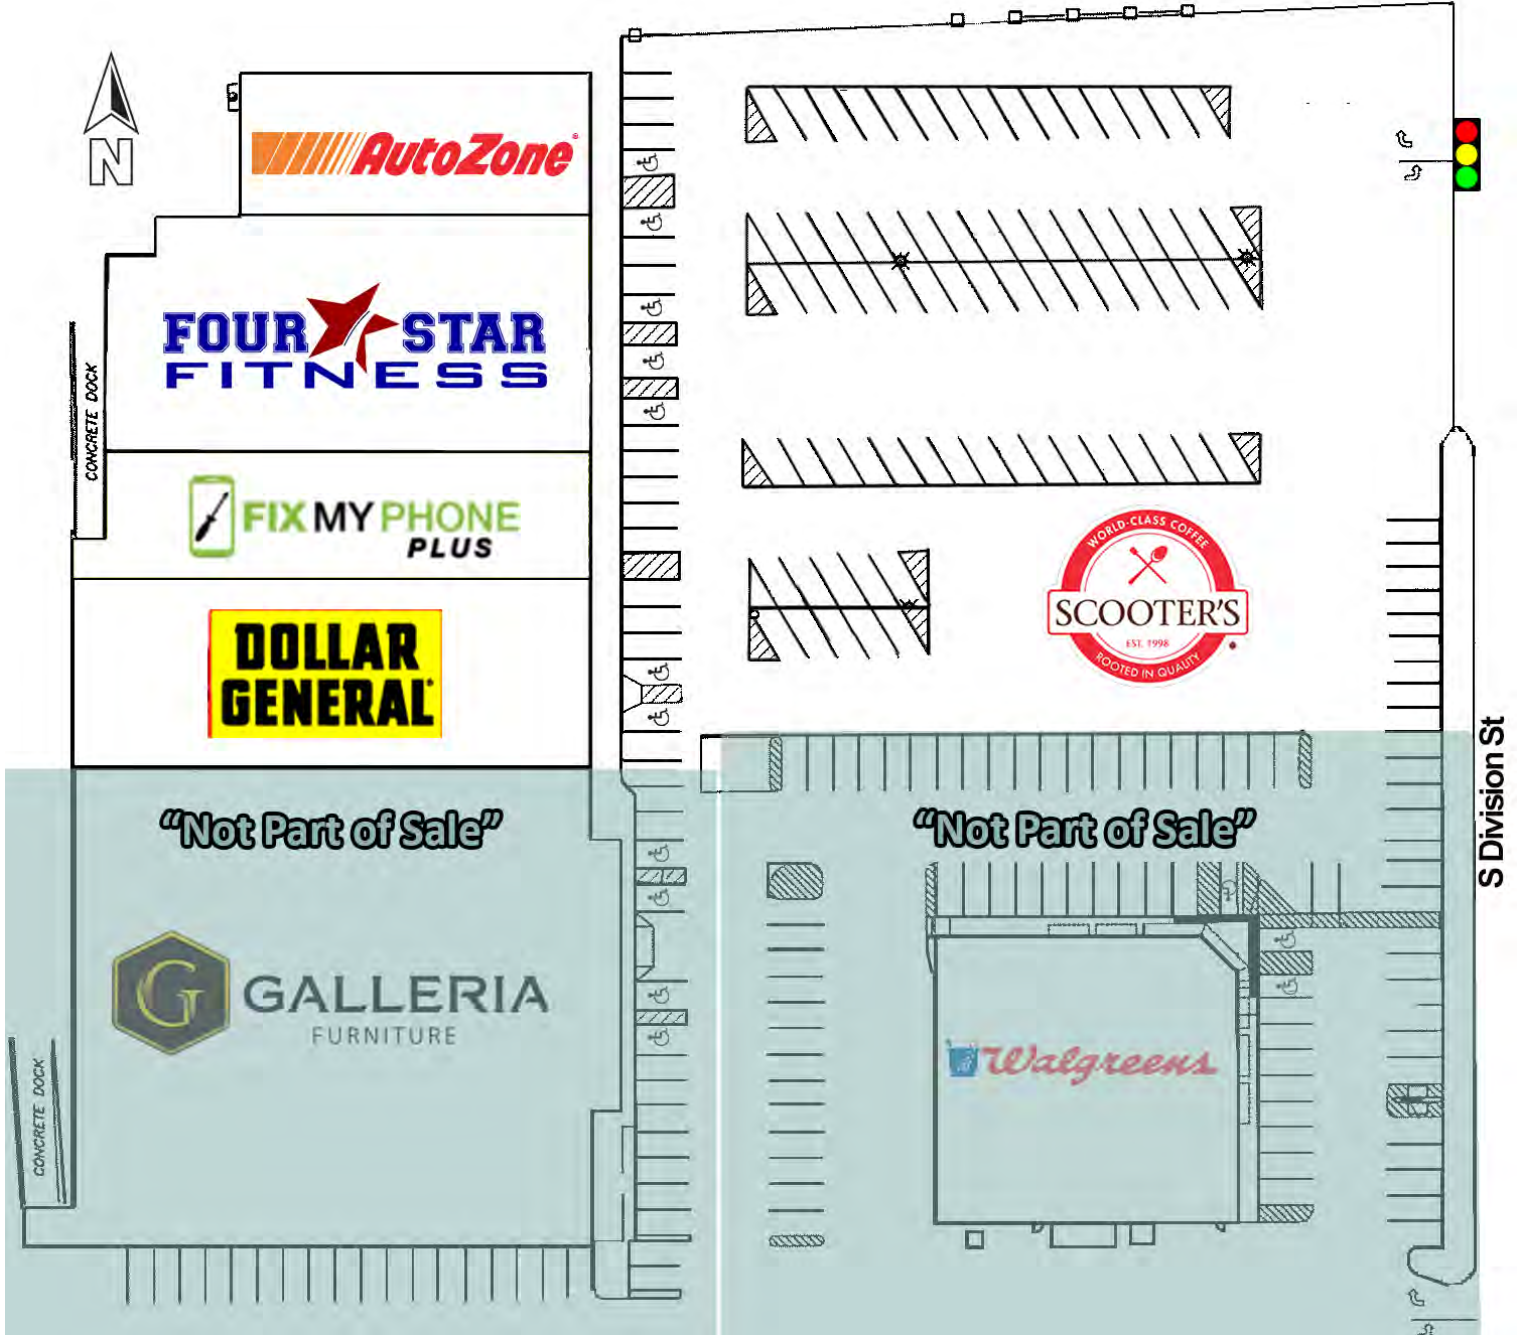 N
AutoZone®
FOUR STAR
FITNESS
CONCRETE DOCK
FIX MY PHONE
PLUS
DOLLAR
GENERAL®
WORLD-CLASS COFFEE
SCOOTER'S
EST. 1998
ROOTED IN QUALITY
S Division St
“Not Part of Sale”
“Not Part of Sale”
G
GALLERIA
FURNITURE
Walgreens
CONCRETE DOCK